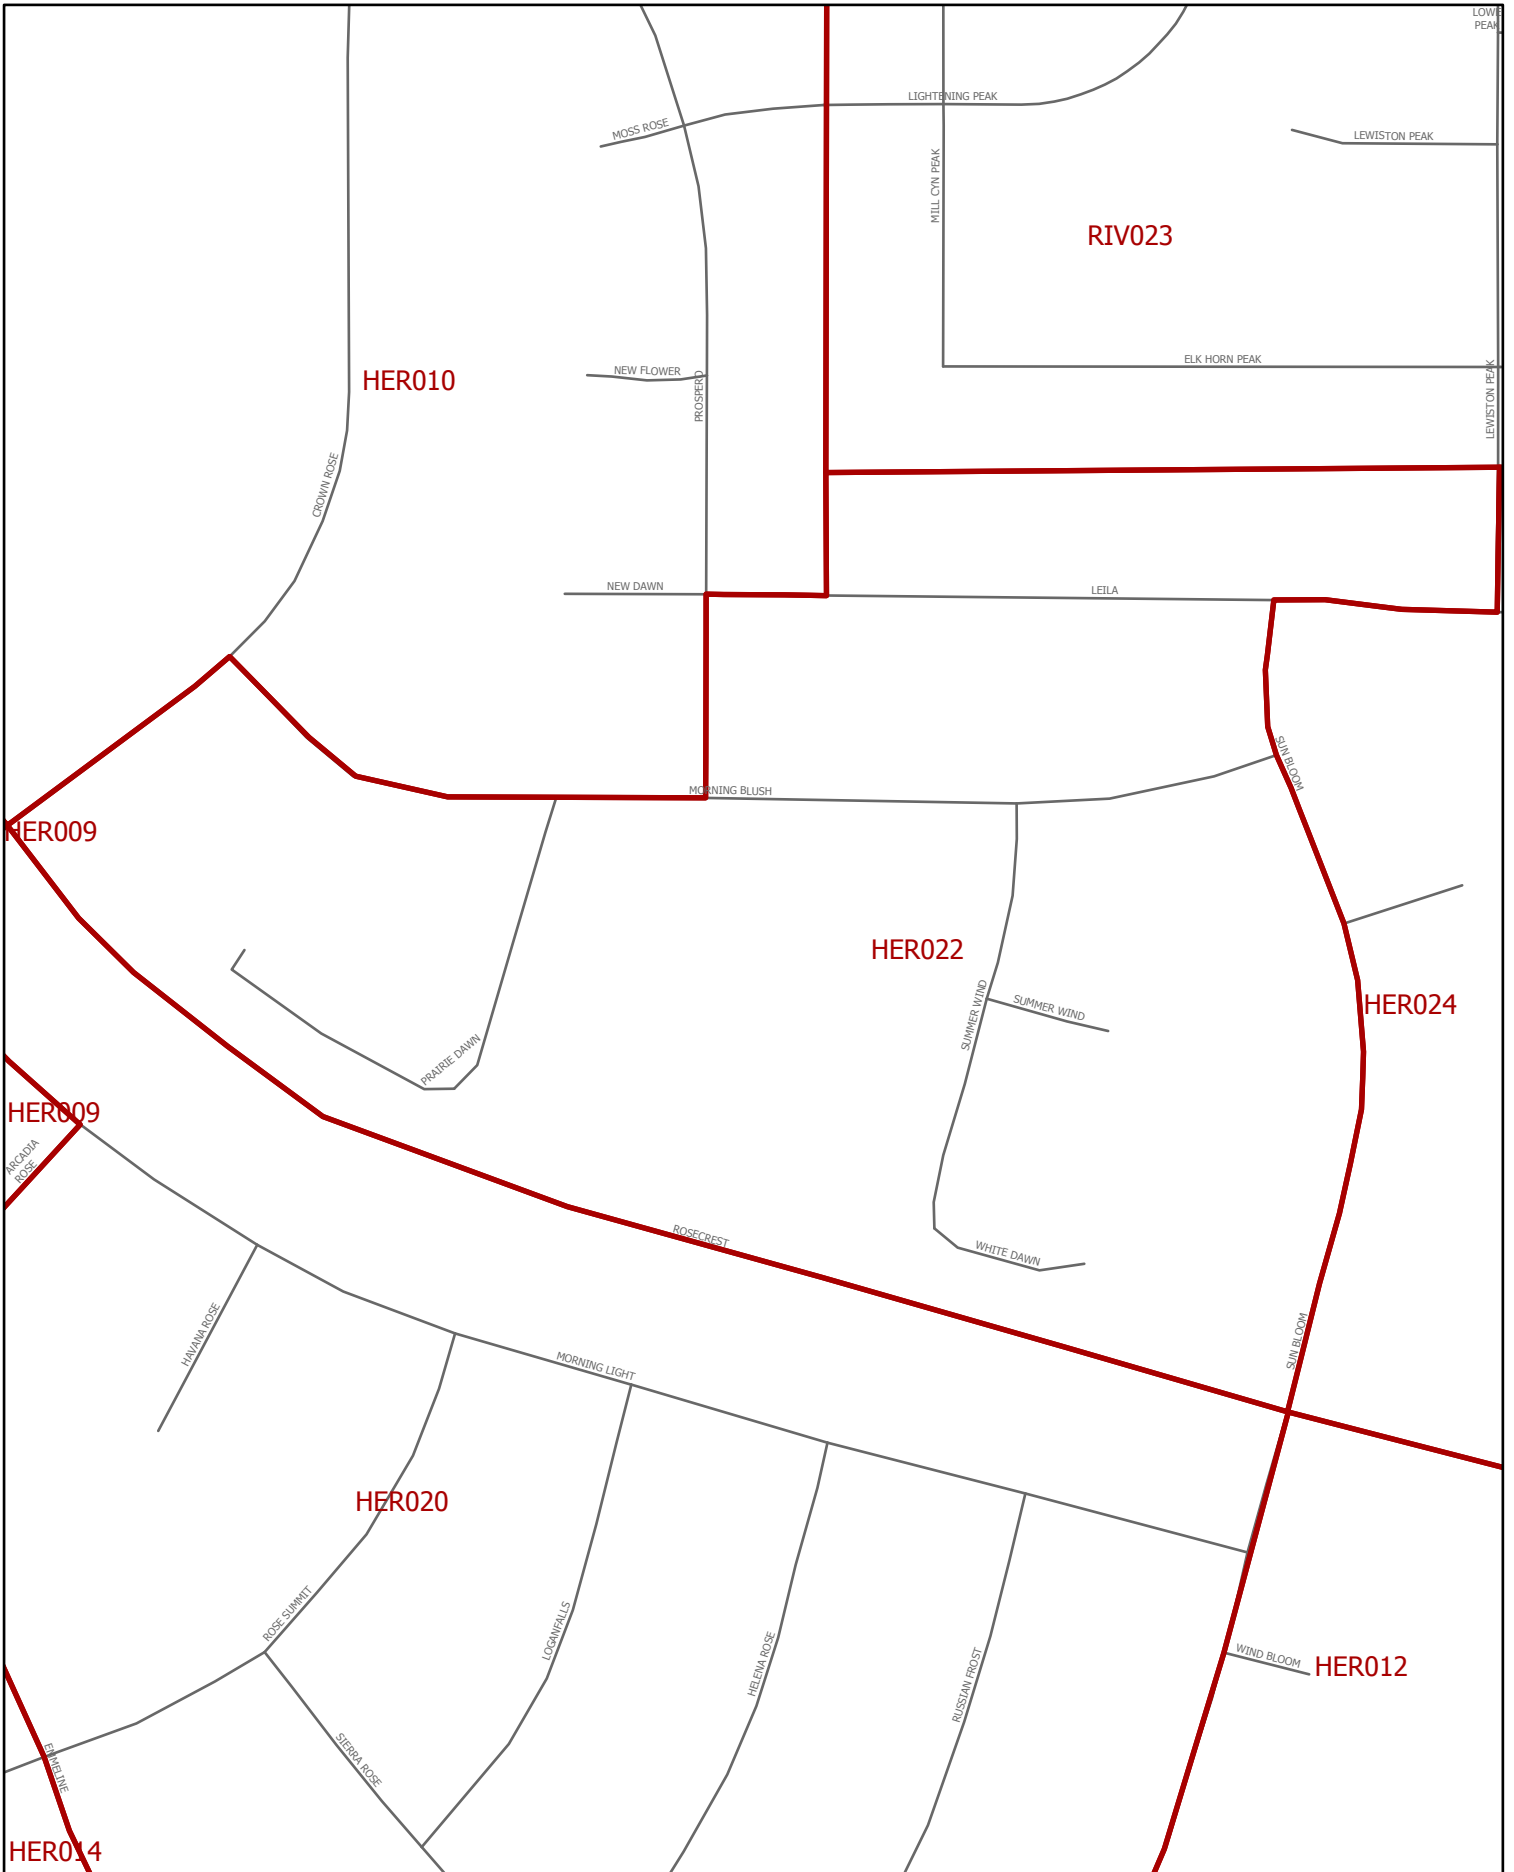 LOWE
PEAK
LIGHTENING PEAK
MOSS ROSE
LEWISTON PEAK
MILL CYN PEAK
RIV023
ELK HORN PEAK
NEW FLOWER
HER010
PROSPERO
LEWISTON PEAK
CROWN ROSE
NEW DAWN
LEILA
SUN BLOOM
MORNING BLUSH
HER009
HER022
HER024
SUMMER WIND
SUMMER WIND
PRAIRIE DAWN
HER009
ARCADIA
ROSE
ROSECREST
WHITE DAWN
HAVANA ROSE
SUN BLOOM
MORNING LIGHT
HER020
ROSE SUMMIT
LOGANFALLS
HELENA ROSE
RUSSIAN FROST
WIND BLOOM
HER012
SIERRA ROSE
EMMELINE
HER014